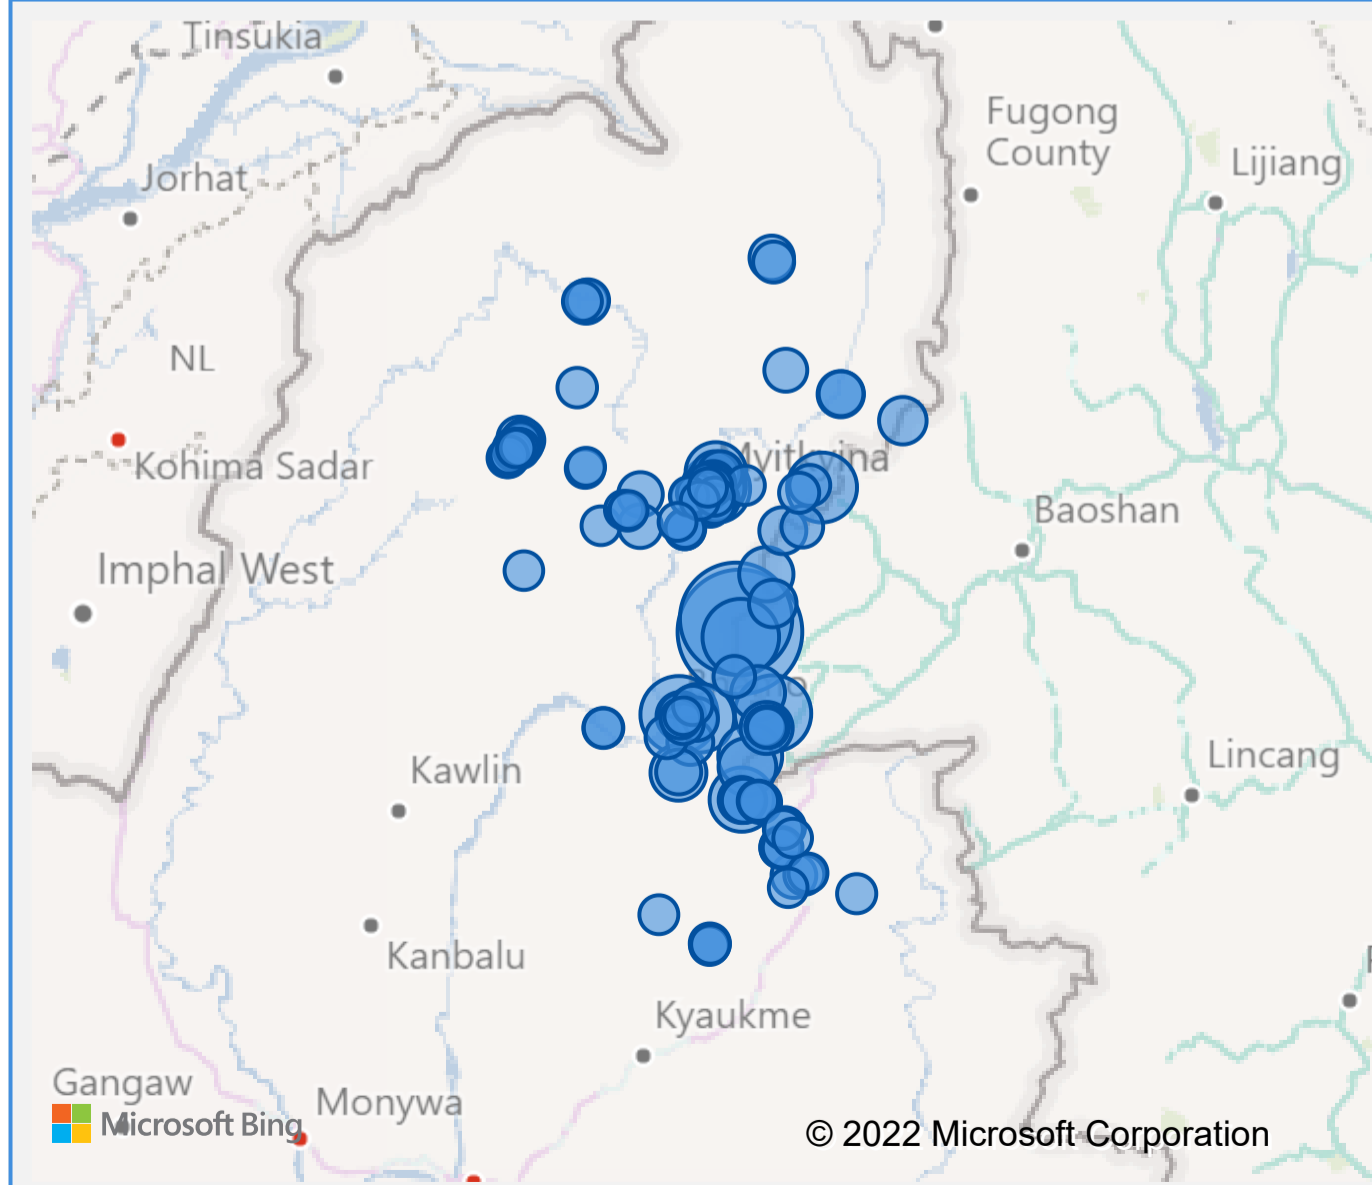 Tinsukia
Fugong
County
Lijiang
Jorhat
NL
Myitkyina
Kohima Sadar
Baoshan
Imphal West
Lincang
Kawlin
Kanbalu
Kyaukme
Gangaw
Monywa
Microsoft Bing
© 2022 Microsoft Corporation